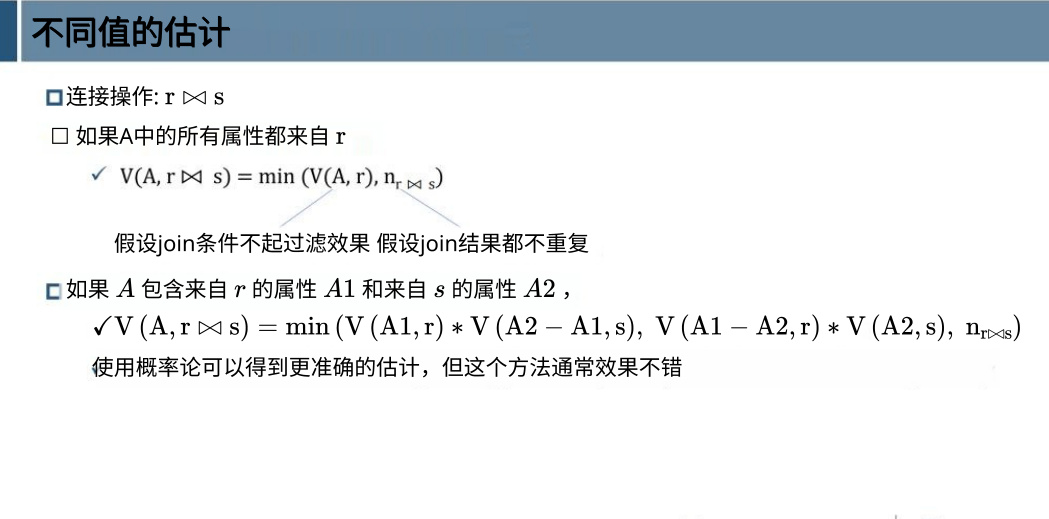 不同值的估计
连接操作: r ⋈ s
如果A中的所有属性都来自 r
✓ V(A, r ⋈ s) = min (V(A, r), n_{r ⋈ s})
假设join条件不起过滤效果 假设join结果都不重复
如果 A 包含来自 r 的属性 A1 和来自 s 的属性 A2 ，
✓V (A, r ⋈ s) = min (V (A1, r) ∗ V (A2 − A1, s), V (A1 − A2, r) ∗ V (A2, s), n_{r⋈s})
使用概率论可以得到更准确的估计，但这个方法通常效果不错